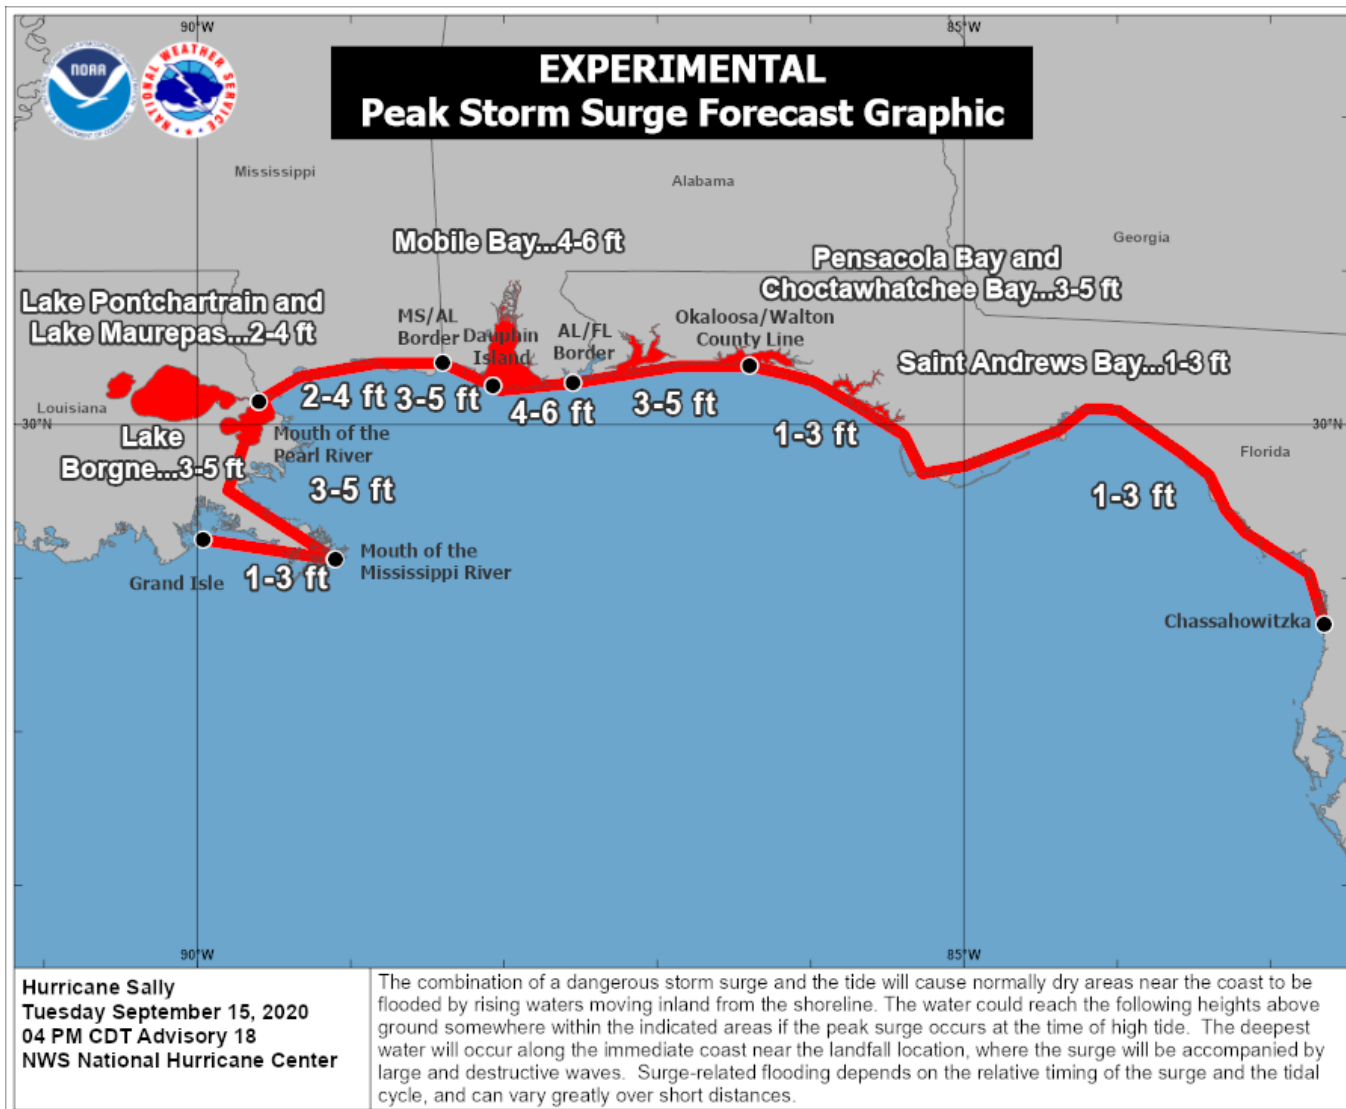 90°W
85°W
NOAA
NATIONAL WEATHER SERVICE
EXPERIMENTAL
Peak Storm Surge Forecast Graphic
Mississippi
Alabama
Georgia
Mobile Bay...4-6 ft
Pensacola Bay and
Choctawhatchee Bay...3-5 ft
Lake Pontchartrain and
Lake Maurepas...2-4 ft
MS/AL
Border
Dauphin
Island
AL/FL
Border
Okaloosa/Walton
County Line
Saint Andrews Bay...1-3 ft
Louisiana
2-4 ft
3-5 ft
4-6 ft
3-5 ft
1-3 ft
30°N
30°N
Lake
Borgne...3-5 ft
Mouth of the
Pearl River
3-5 ft
1-3 ft
Florida
Mouth of the
Mississippi River
Grand Isle
1-3 ft
Chassahowitzka
90°W
85°W
Hurricane Sally
Tuesday September 15, 2020
04 PM CDT Advisory 18
NWS National Hurricane Center
The combination of a dangerous storm surge and the tide will cause normally dry areas near the coast to be
flooded by rising waters moving inland from the shoreline. The water could reach the following heights above
ground somewhere within the indicated areas if the peak surge occurs at the time of high tide. The deepest
water will occur along the immediate coast near the landfall location, where the surge will be accompanied by
large and destructive waves. Surge-related flooding depends on the relative timing of the surge and the tidal
cycle, and can vary greatly over short distances.